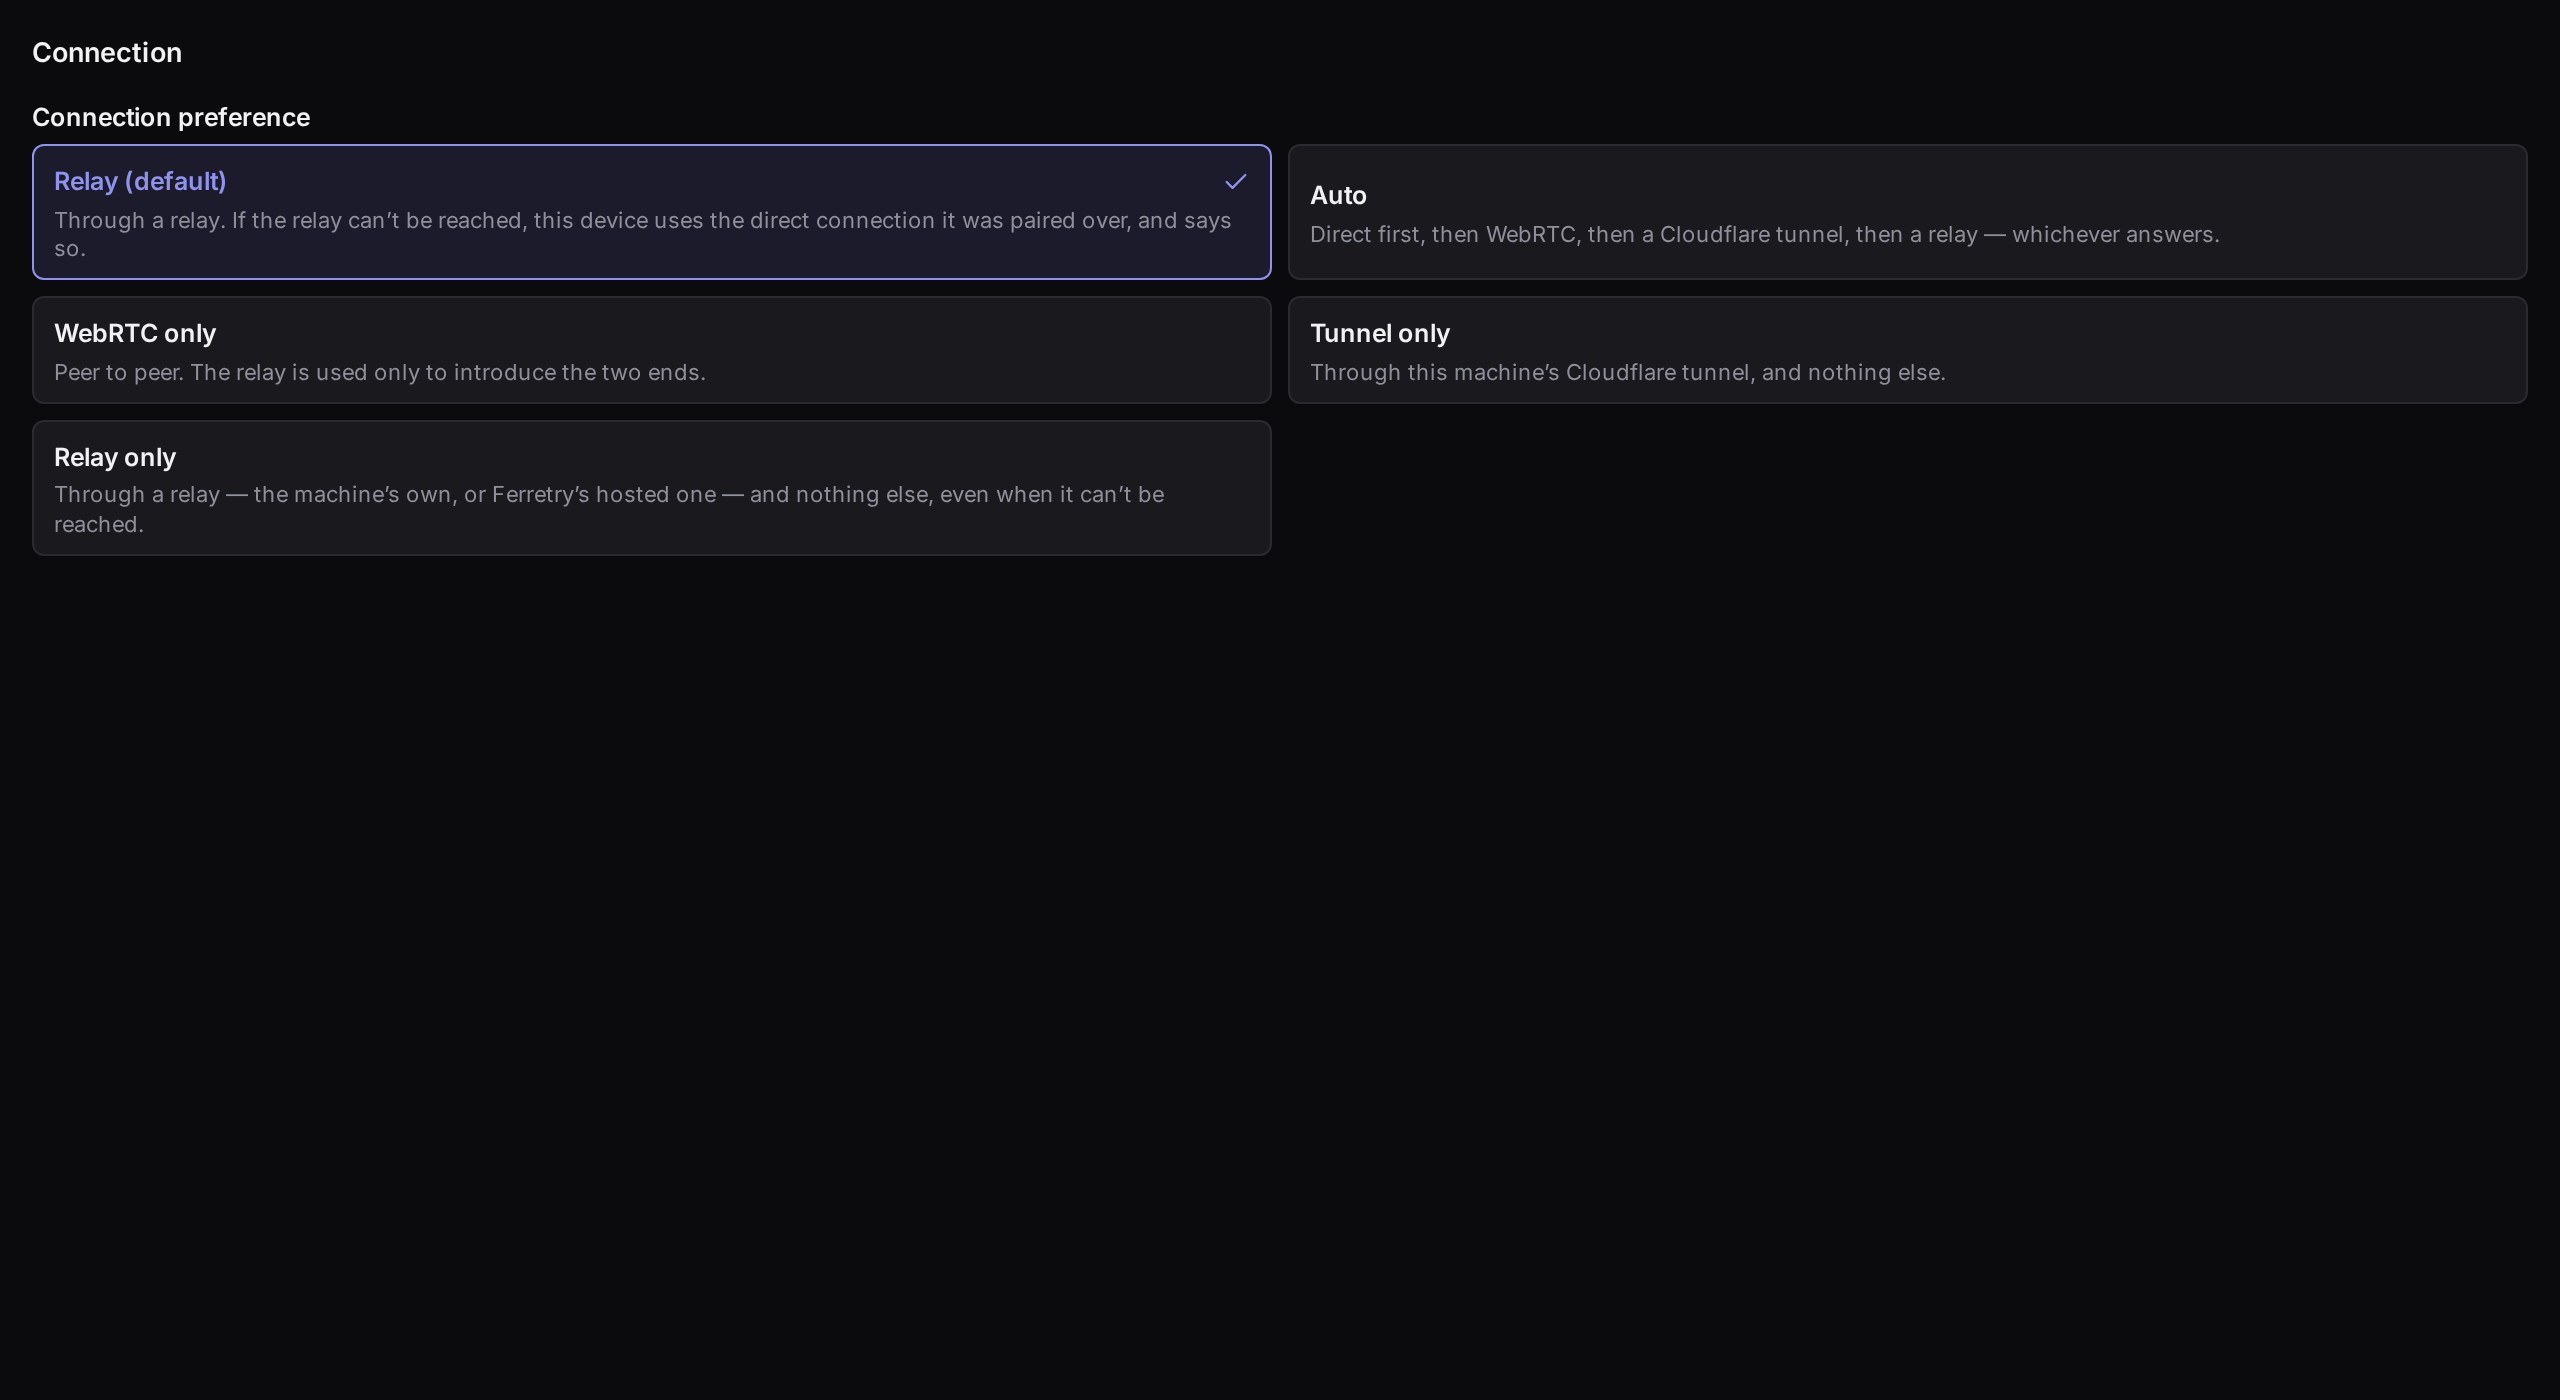 Connection
Connection preference
Relay (default)
Through a relay. If the relay can’t be reached, this device uses the direct connection it was paired over, and says
so.
Auto
Direct first, then WebRTC, then a Cloudflare tunnel, then a relay — whichever answers.
WebRTC only
Peer to peer. The relay is used only to introduce the two ends.
Tunnel only
Through this machine’s Cloudflare tunnel, and nothing else.
Relay only
Through a relay — the machine’s own, or Ferretry’s hosted one — and nothing else, even when it can’t be
reached.